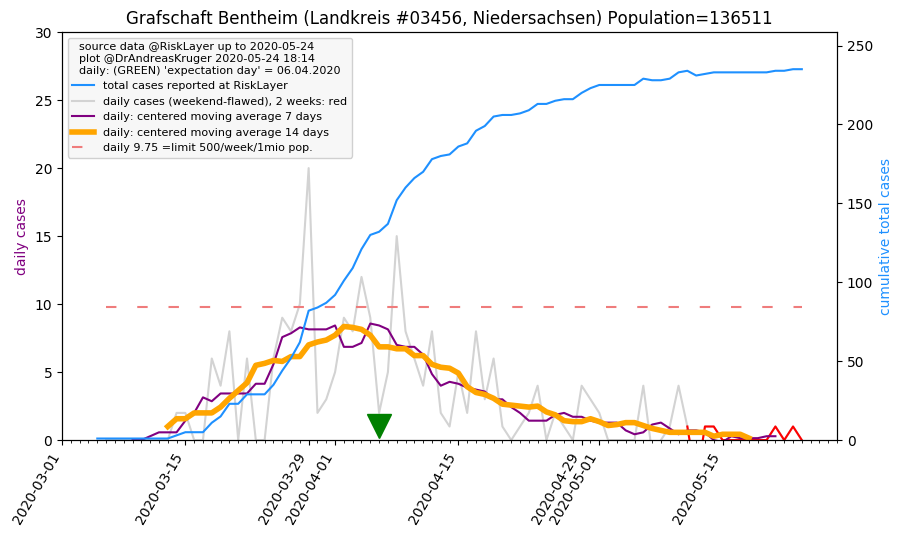 Grafschaft Bentheim (Landkreis #03456, Niedersachsen) Population=136511
source data @RiskLayer up to 2020-05-24
plot @DrAndreasKruger 2020-05-24 18:14
daily: (GREEN) 'expectation day' = 06.04.2020
total cases reported at RiskLayer
daily cases (weekend-flawed), 2 weeks: red
daily: centered moving average 7 days
daily: centered moving average 14 days
daily 9.75 =limit 500/week/1mio pop.
daily cases
30
25
20
15
10
5
0
cumulative total cases
250
200
150
100
50
0
2020-03-01
2020-03-15
2020-03-29
2020-04-01
2020-04-15
2020-04-29
2020-05-01
2020-05-15